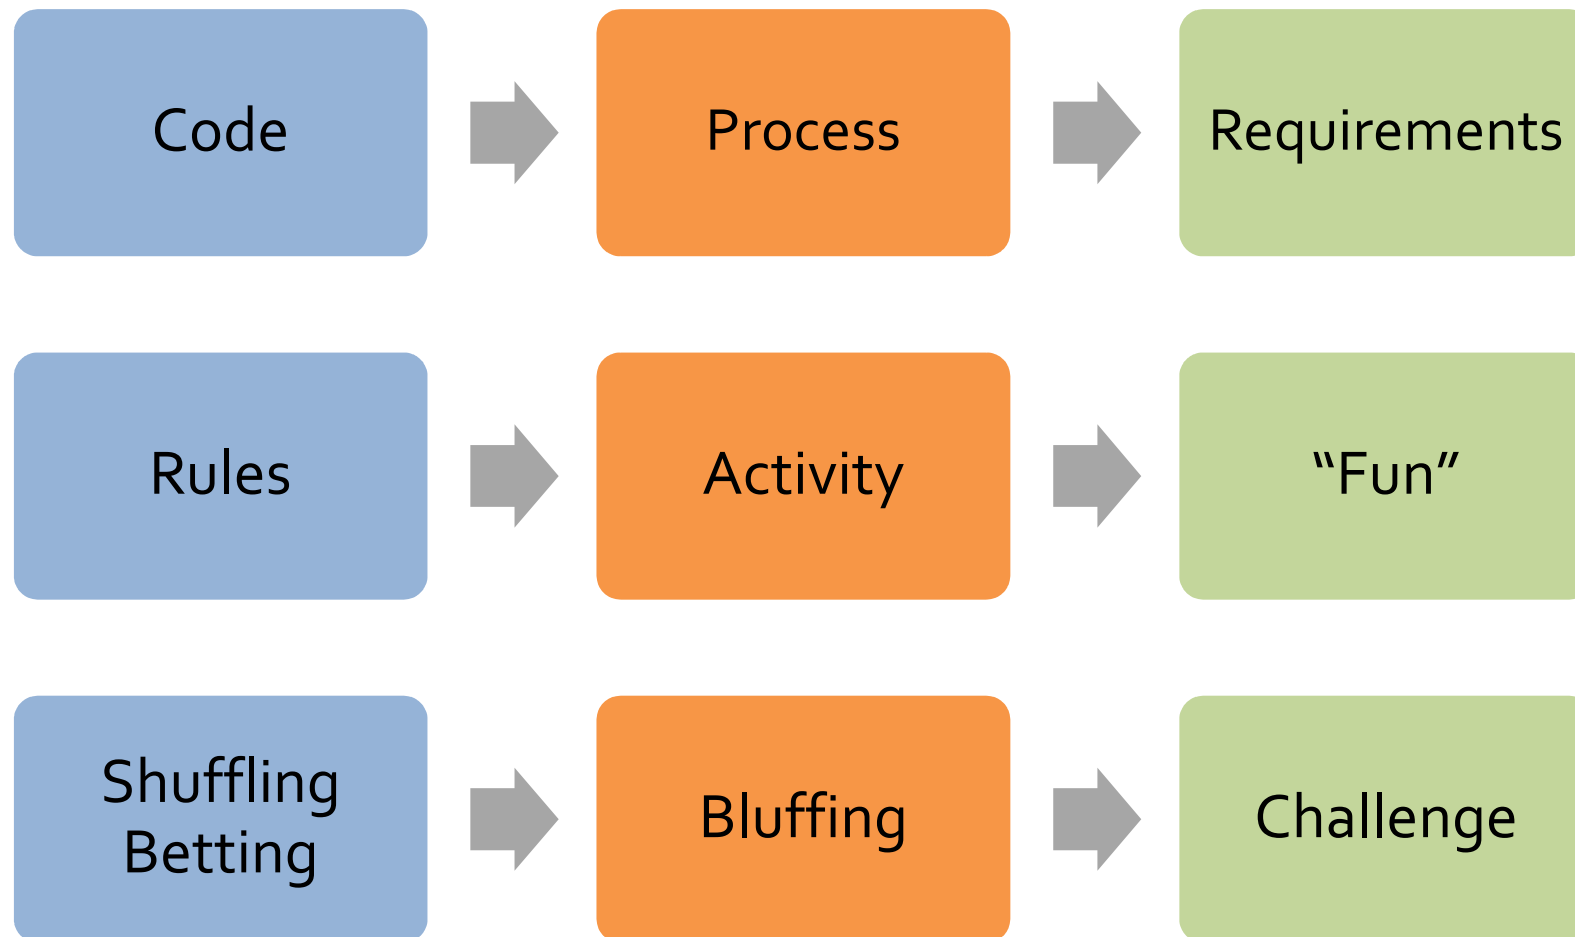 Code
Process
Requirements
Rules
Activity
“Fun”
Shuffling
Betting
Bluffing
Challenge